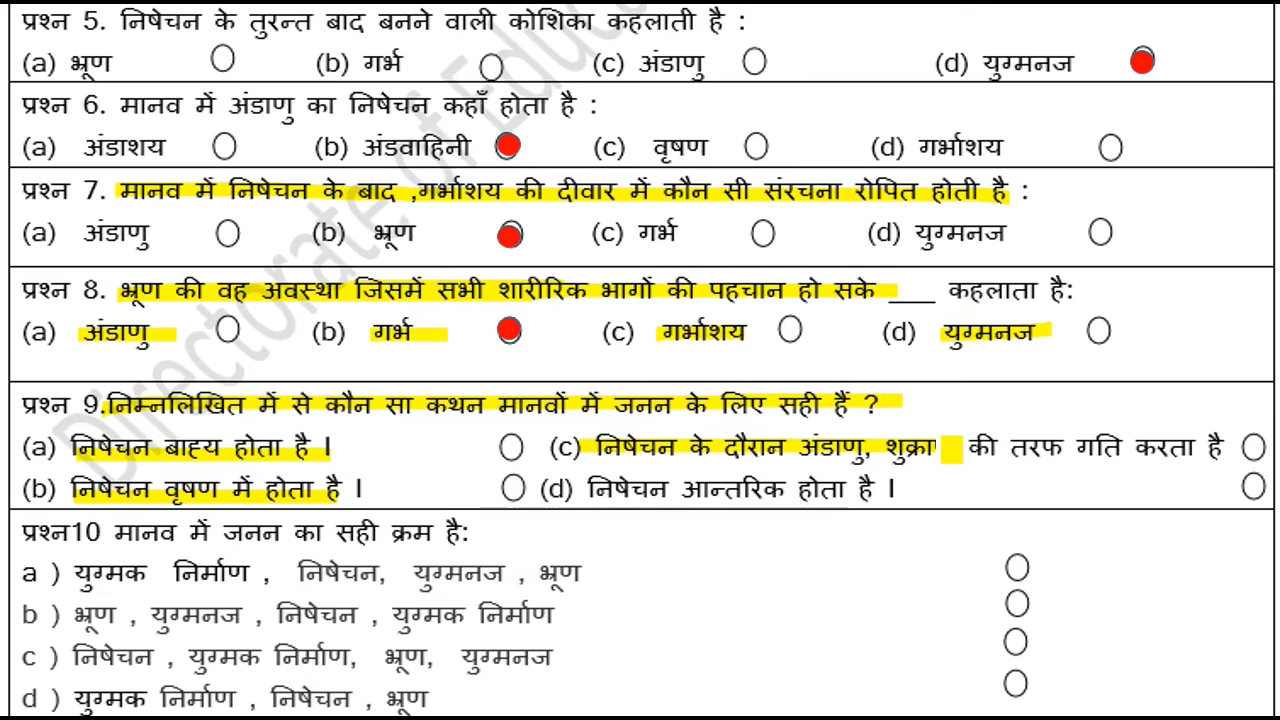 प्रश्न 5. निषेचन के तुरन्त बाद बनने वाली कोशिका कहलाती है :
(a) भ्रूण (b) गर्भ (c) अंडाणु (d) युग्मनज
प्रश्न 6. मानव में अंडाणु का निषेचन कहाँ होता है :
(a) अंडाशय (b) अंडवाहिनी (c) वृषण (d) गर्भाशय
प्रश्न 7. मानव में निषेचन के बाद ,गर्भाशय की दीवार में कौन सी संरचना रोपित होती है :
(a) अंडाणु (b) भ्रूण (c) गर्भ (d) युग्मनज
प्रश्न 8. भ्रूण की वह अवस्था जिसमें सभी शारीरिक भागों की पहचान हो सके ___ कहलाता है:
(a) अंडाणु (b) गर्भ (c) गर्भाशय (d) युग्मनज
प्रश्न 9.निम्नलिखित में से कौन सा कथन मानवों में जनन के लिए सही हैं ?
(a) निषेचन बाह्य होता है I (c) निषेचन के दौरान अंडाणु, की तरफ गति करता है
(b) निषेचन वृषण में होता है I (d) निषेचन आन्तरिक होता है I
प्रश्न10 मानव में जनन का सही क्रम है:
a ) युग्मक निर्माण , निषेचन, युग्मनज , भ्रूण
b ) भ्रूण , युग्मनज , निषेचन , युग्मक निर्माण
c ) निषेचन , युग्मक निर्माण, भ्रूण, युग्मनज
d ) युग्मक निर्माण , निषेचन , भ्रूण
Directorate of